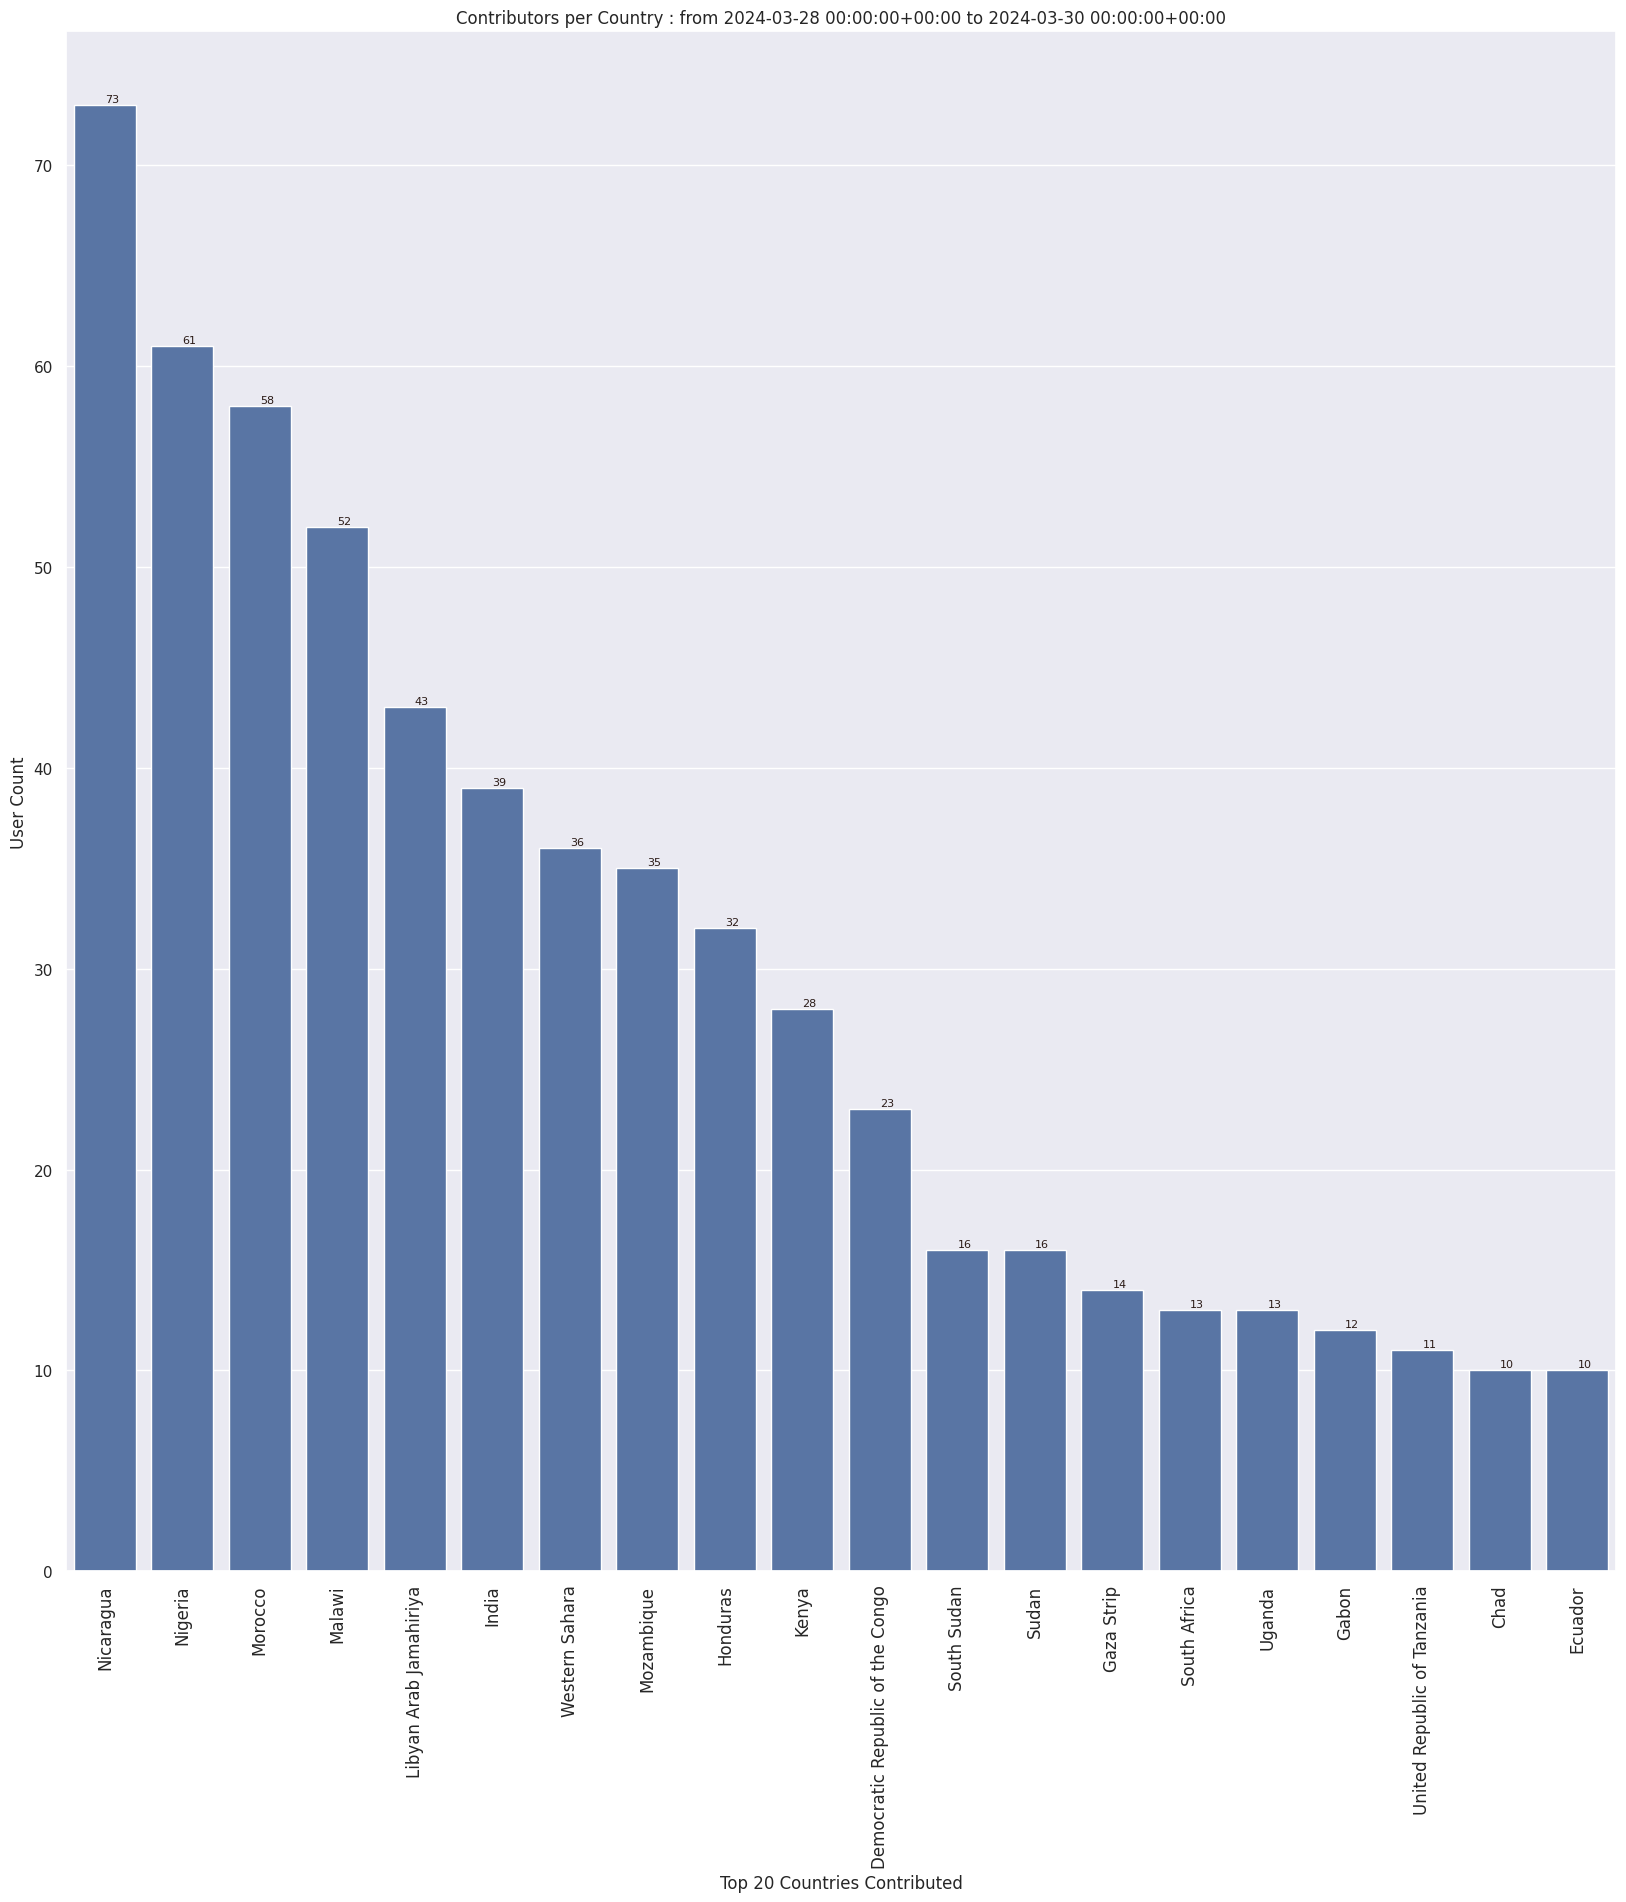 Contributors per Country : from 2024-03-28 00:00:00+00:00 to 2024-03-30 00:00:00+00:00
User Count
70
60
50
40
30
20
10
0
73
61
58
52
43
39
36
35
32
28
23
16
16
14
13
13
12
11
10
10
Nicaragua
Nigeria
Morocco
Malawi
Libyan Arab Jamahiriya
India
Western Sahara
Mozambique
Honduras
Kenya
Democratic Republic of the Congo
South Sudan
Sudan
Gaza Strip
South Africa
Uganda
Gabon
United Republic of Tanzania
Chad
Ecuador
Top 20 Countries Contributed